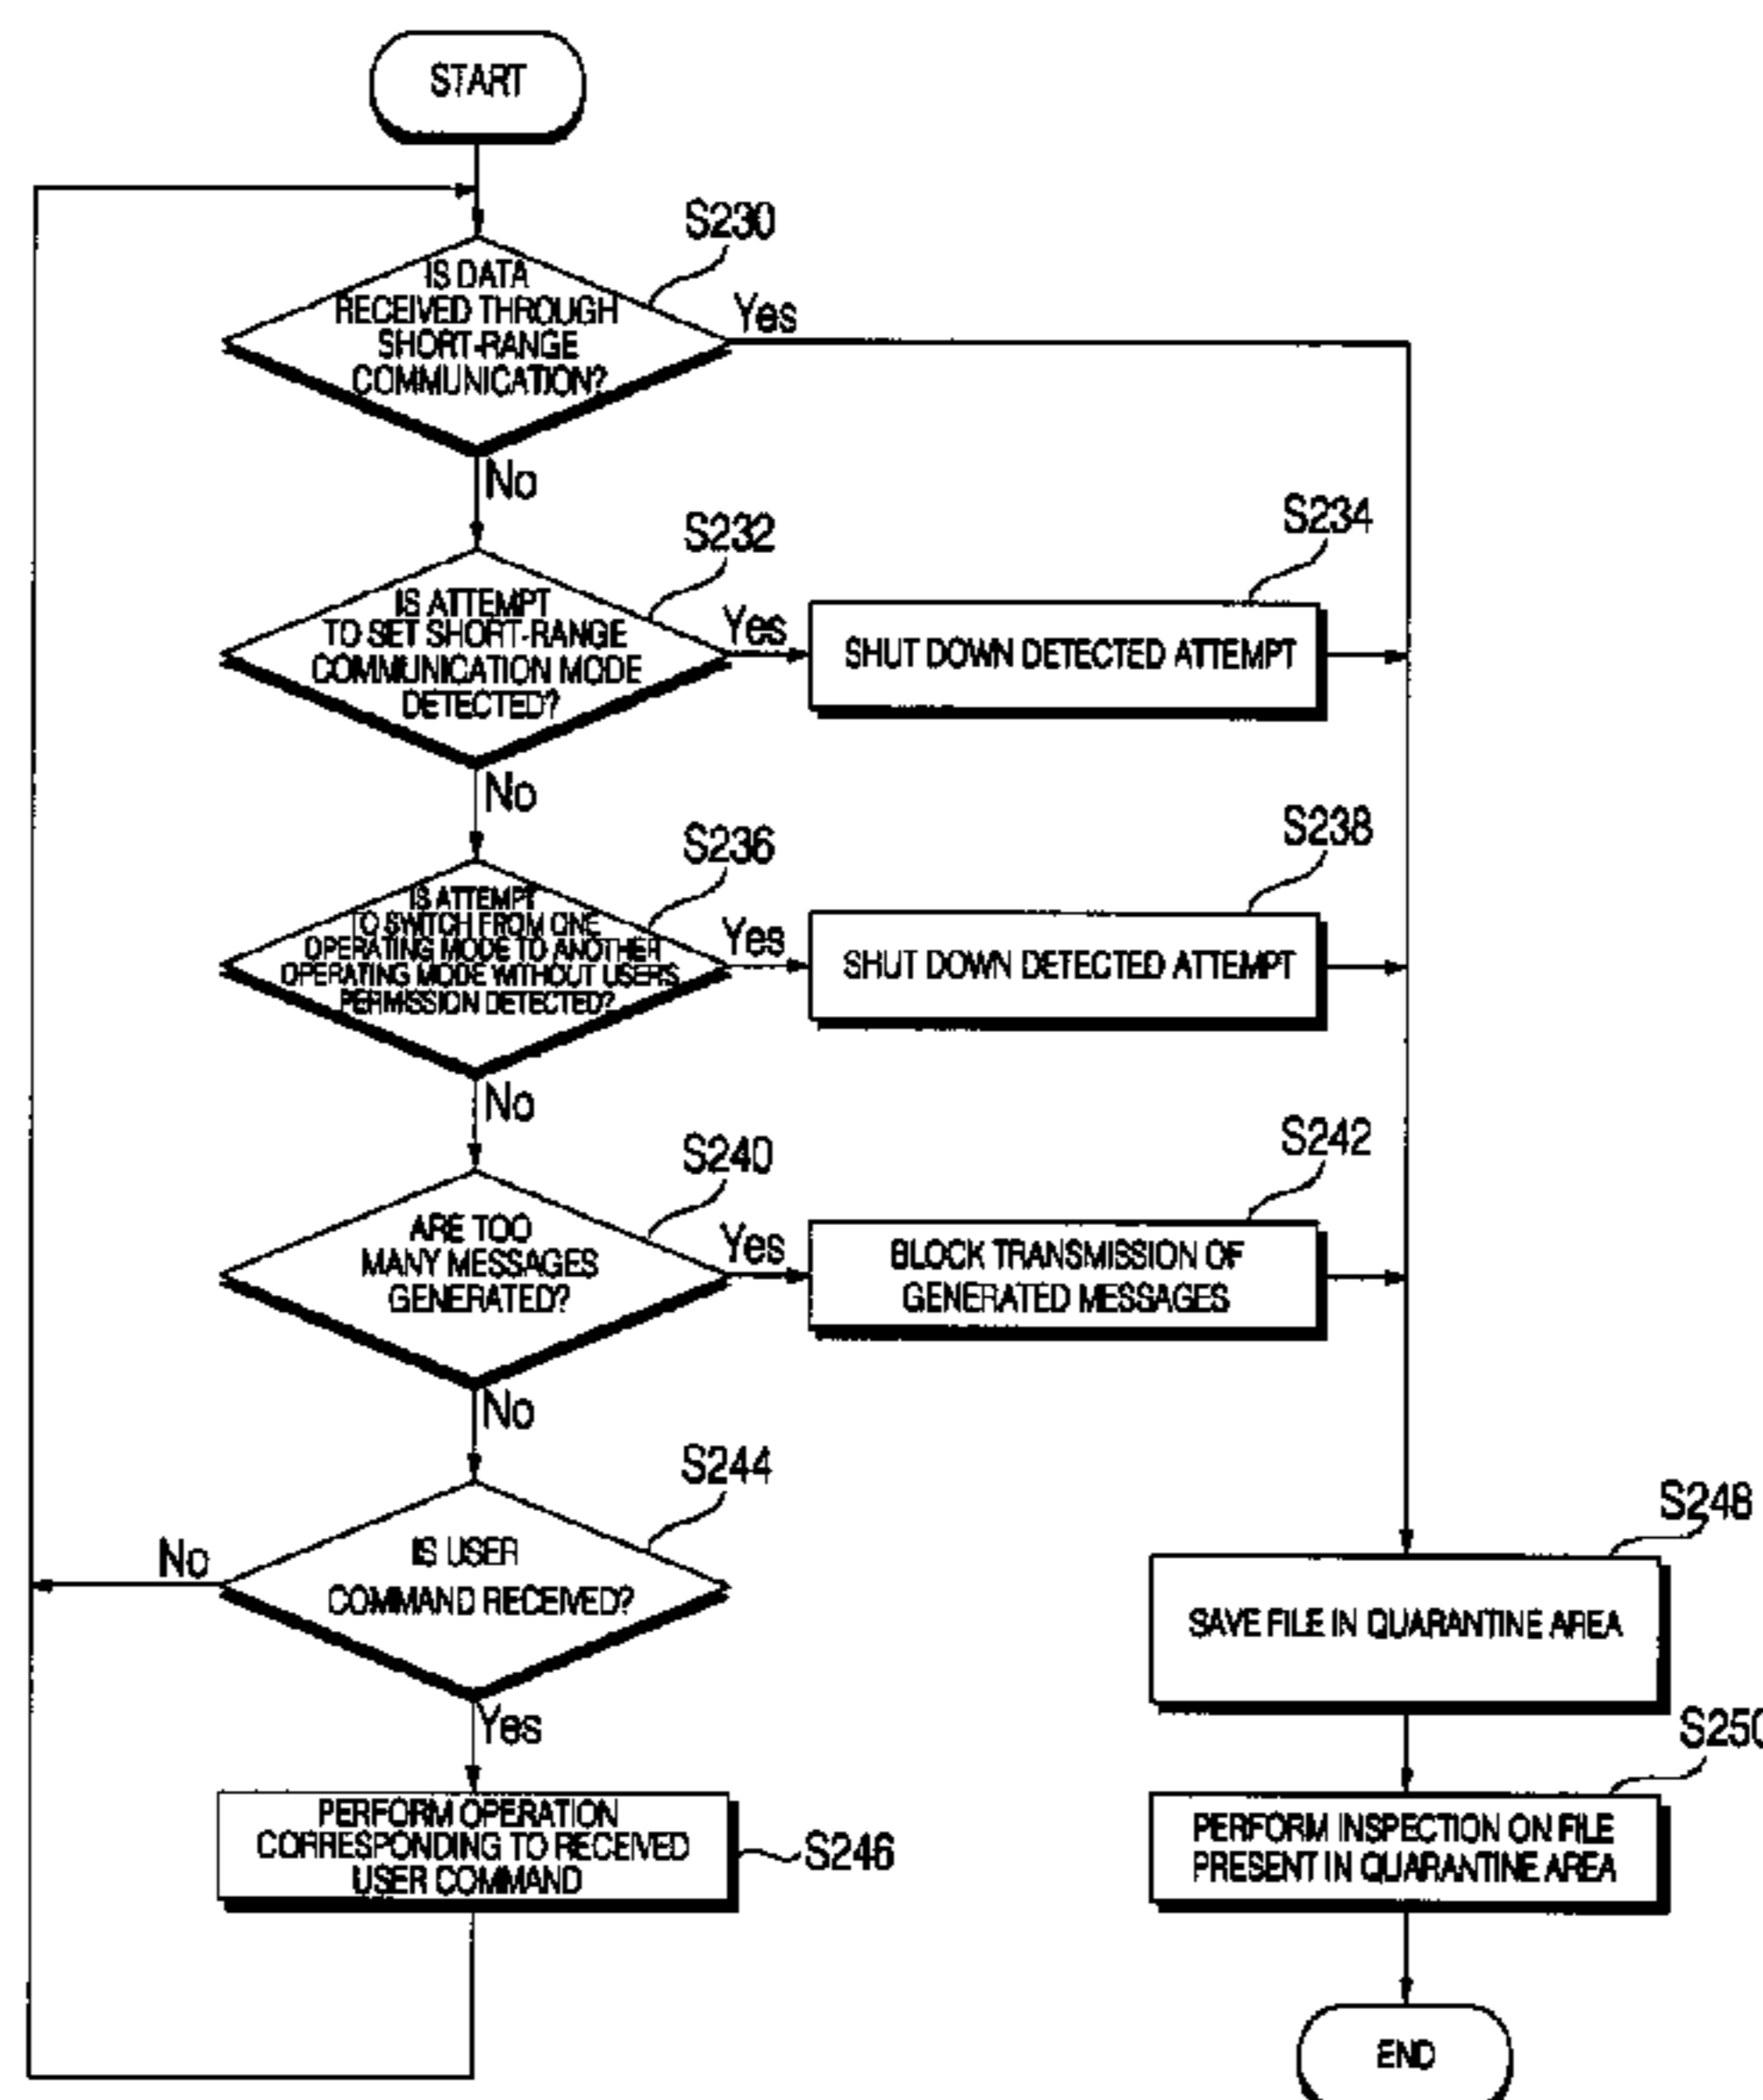 START
S230
IS DATA
RECEIVED THROUGH
SHORT-RANGE
COMMUNICATION?
Yes
No
S232
S234
IS ATTEMPT
TO SET SHORT-RANGE
COMMUNICATION MODE
DETECTED?
Yes
SHUT DOWN DETECTED ATTEMPT
No
S236
S238
IS ATTEMPT
TO SWITCH FROM ONE
OPERATING MODE TO ANOTHER
OPERATING MODE WITHOUT USERS
PERMISSION DETECTED?
Yes
SHUT DOWN DETECTED ATTEMPT
No
S240
S242
ARE TOO
MANY MESSAGES
GENERATED?
Yes
BLOCK TRANSMISSION OF
GENERATED MESSAGES
No
S244
IS USER
COMMAND RECEIVED?
No
Yes
S248
SAVE FILE IN QUARANTINE AREA
PERFORM OPERATION
CORRESPONDING TO RECEIVED
USER COMMAND
S246
S250
PERFORM INSPECTION ON FILE
PRESENT IN QUARANTINE AREA
END